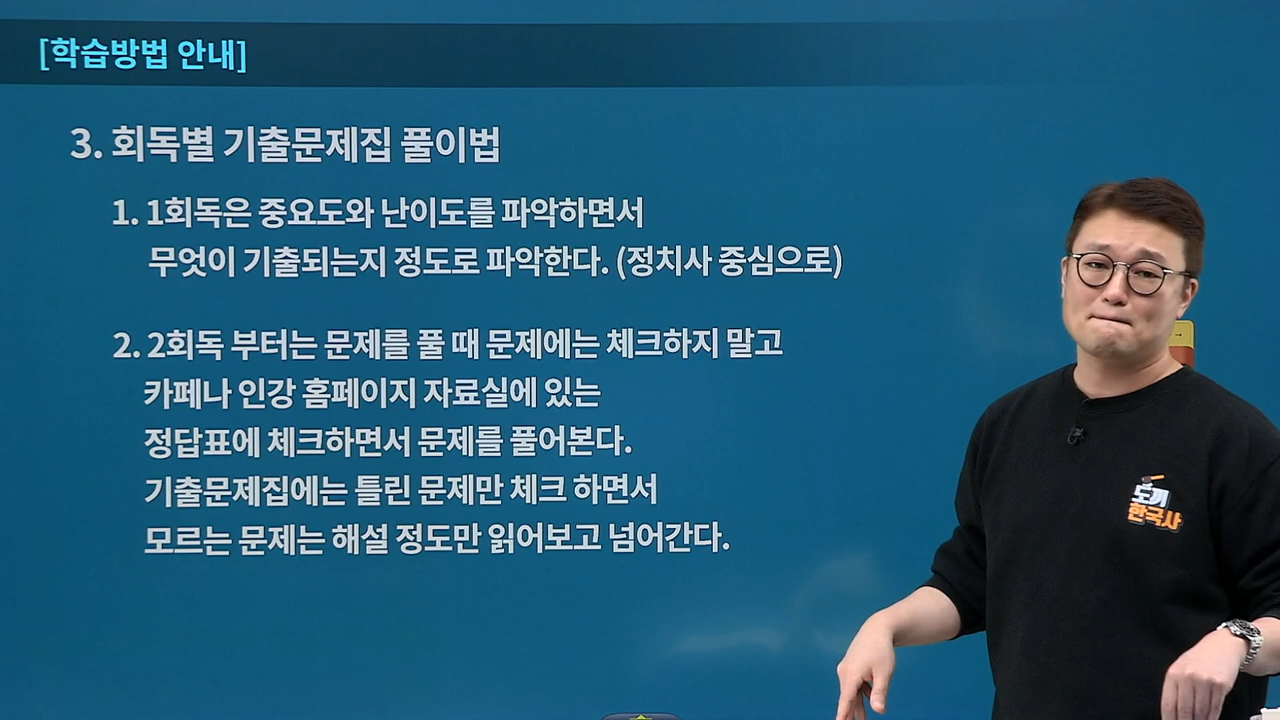 [학습방법 안내]
3. 회독별 기출문제집 풀이법
1. 1회독은 중요도와 난이도를 파악하면서
무엇이 기출되는지 정도로 파악한다. (정치사 중심으로)
2. 2회독 부터는 문제를 풀 때 문제에는 체크하지 말고
카페나 인강 홈페이지 자료실에 있는
정답표에 체크하면서 문제를 풀어본다.
기출문제집에는 틀린 문제만 체크 하면서
모르는 문제는 해설 정도만 읽어보고 넘어간다.
도끼
한국사